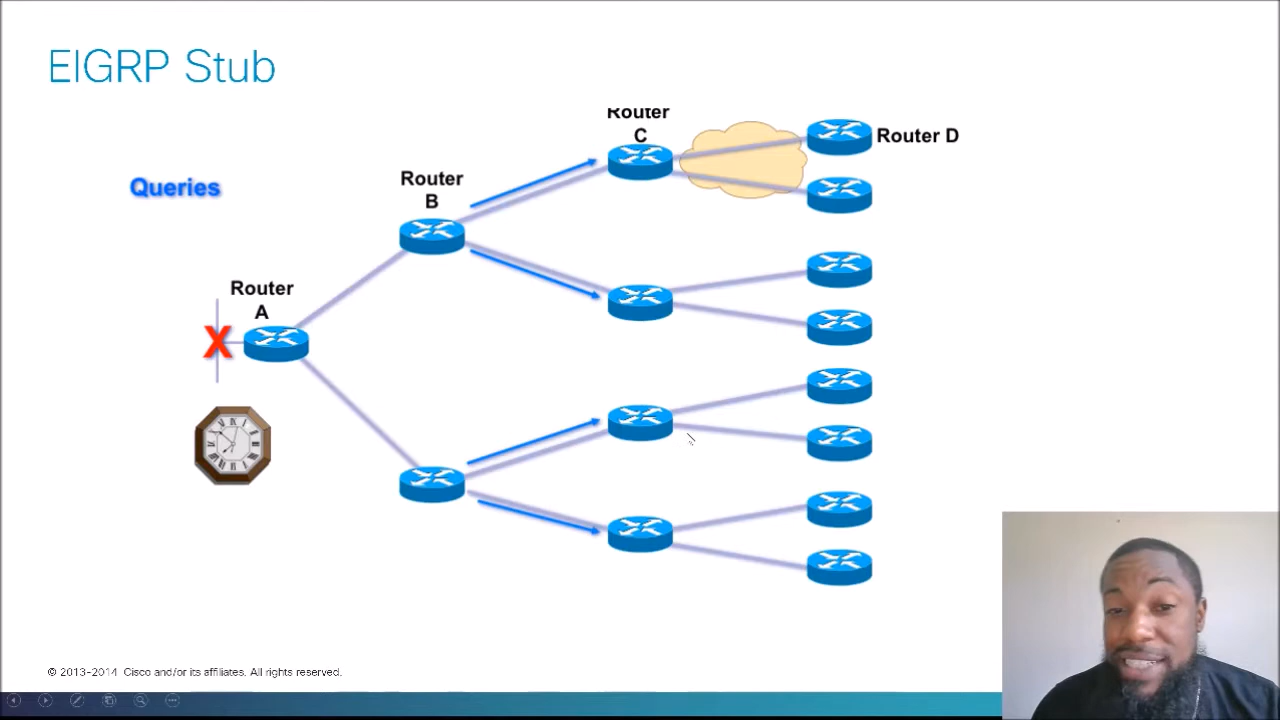 EIGRP Stub
Router
C
Router D
Router
B
Queries
Router
A
X
© 2013-2014 Cisco and/or its affiliates. All rights reserved.